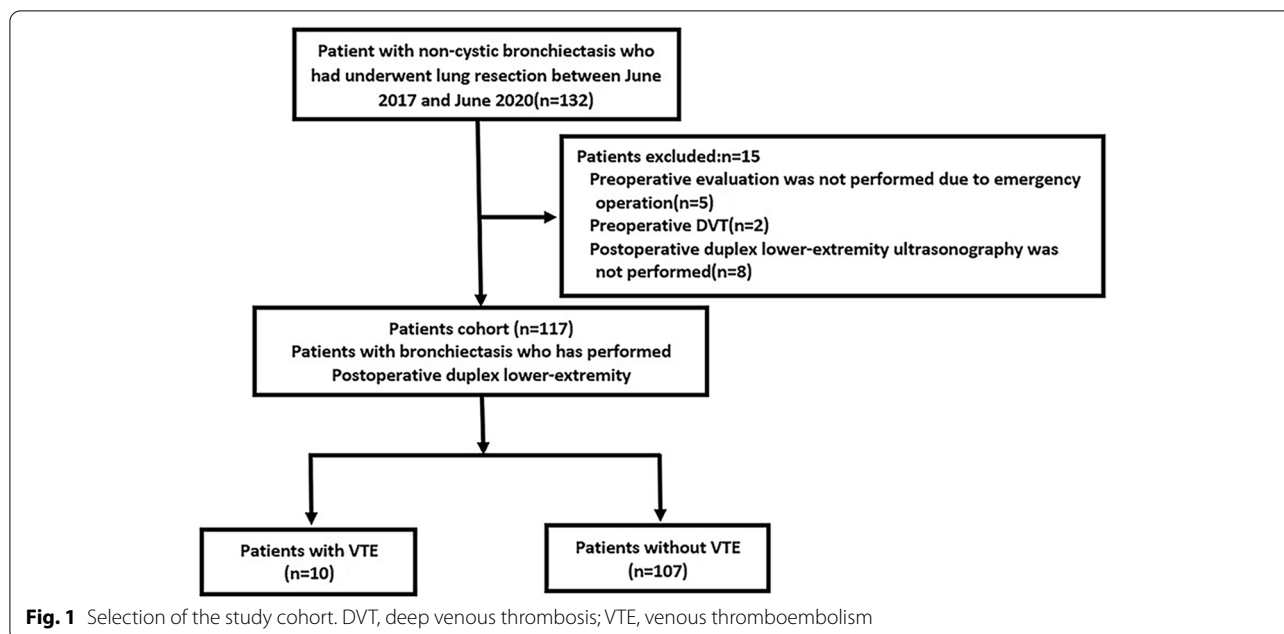 Patient with non-cystic bronchiectasis who
had underwent lung resection between June
2017 and June 2020(n=132)
Patients excluded:n=15
Preoperative evaluation was not performed due to emergency
operation(n=5)
Preoperative DVT(n=2)
Postoperative duplex lower-extremity ultrasonography was
not performed(n=8)
Patients cohort (n=117)
Patients with bronchiectasis who has performed
Postoperative duplex lower-extremity
Patients with VTE
(n=10)
Patients without VTE
(n=107)
Fig. 1 Selection of the study cohort. DVT, deep venous thrombosis; VTE, venous thromboembolism